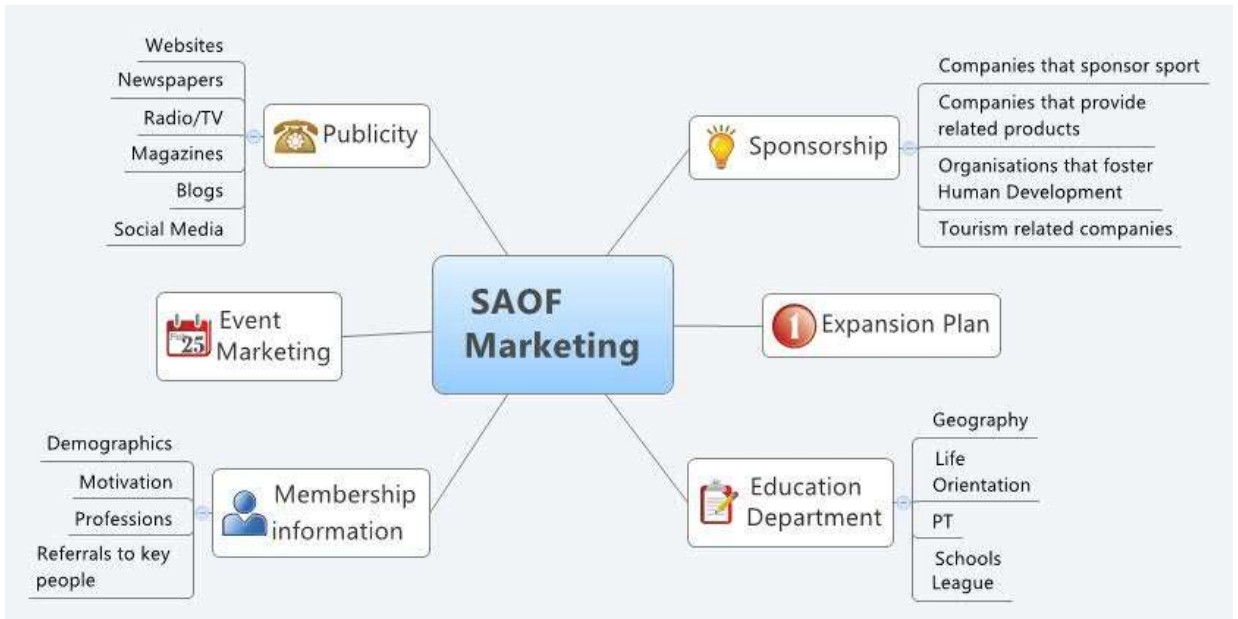 Websites
Newspapers
Radio/TV
Magazines
Blogs
Social Media
Publicity
Sponsorship
Companies that sponsor sport
Companies that provide
related products
Organisations that foster
Human Development
Tourism related companies
SAOF
Marketing
Event
Marketing
25
1
Expansion Plan
Demographics
Motivation
Professions
Referrals to key
people
Membership
information
Education
Department
Geography
Life
Orientation
PT
Schools
League